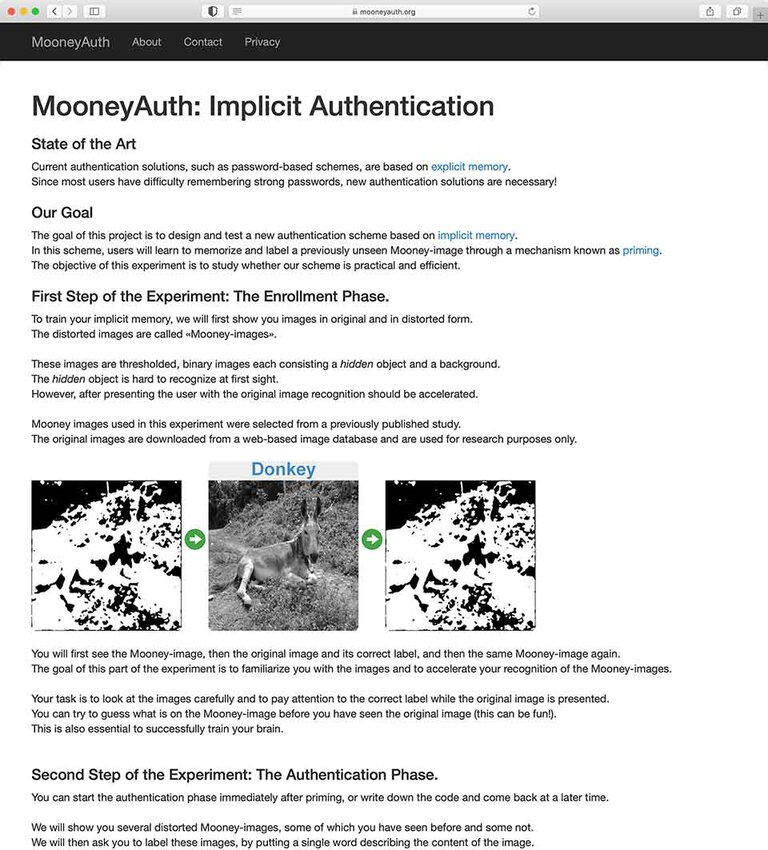 mooneyauth.org
MooneyAuth About Contact Privacy
MooneyAuth: Implicit Authentication
State of the Art
Current authentication solutions, such as password-based schemes, are based on explicit memory.
Since most users have difficulty remembering strong passwords, new authentication solutions are necessary!
Our Goal
The goal of this project is to design and test a new authentication scheme based on implicit memory.
In this scheme, users will learn to memorize and label a previously unseen Mooney-image through a mechanism known as priming.
The objective of this experiment is to study whether our scheme is practical and efficient.
First Step of the Experiment: The Enrollment Phase.
To train your implicit memory, we will first show you images in original and in distorted form.
The distorted images are called «Mooney-images».
These images are thresholded, binary images each consisting a hidden object and a background.
The hidden object is hard to recognize at first sight.
However, after presenting the user with the original image recognition should be accelerated.
Mooney images used in this experiment were selected from a previously published study.
The original images are downloaded from a web-based image database and are used for research purposes only.
Donkey
You will first see the Mooney-image, then the original image and its correct label, and then the same Mooney-image again.
The goal of this part of the experiment is to familiarize you with the images and to accelerate your recognition of the Mooney-images.
Your task is to look at the images carefully and to pay attention to the correct label while the original image is presented.
You can try to guess what is on the Mooney-image before you have seen the original image (this can be fun!).
This is also essential to successfully train your brain.
Second Step of the Experiment: The Authentication Phase.
You can start the authentication phase immediately after priming, or write down the code and come back at a later time.
We will show you several distorted Mooney-images, some of which you have seen before and some not.
We will then ask you to label these images, by putting a single word describing the content of the image.